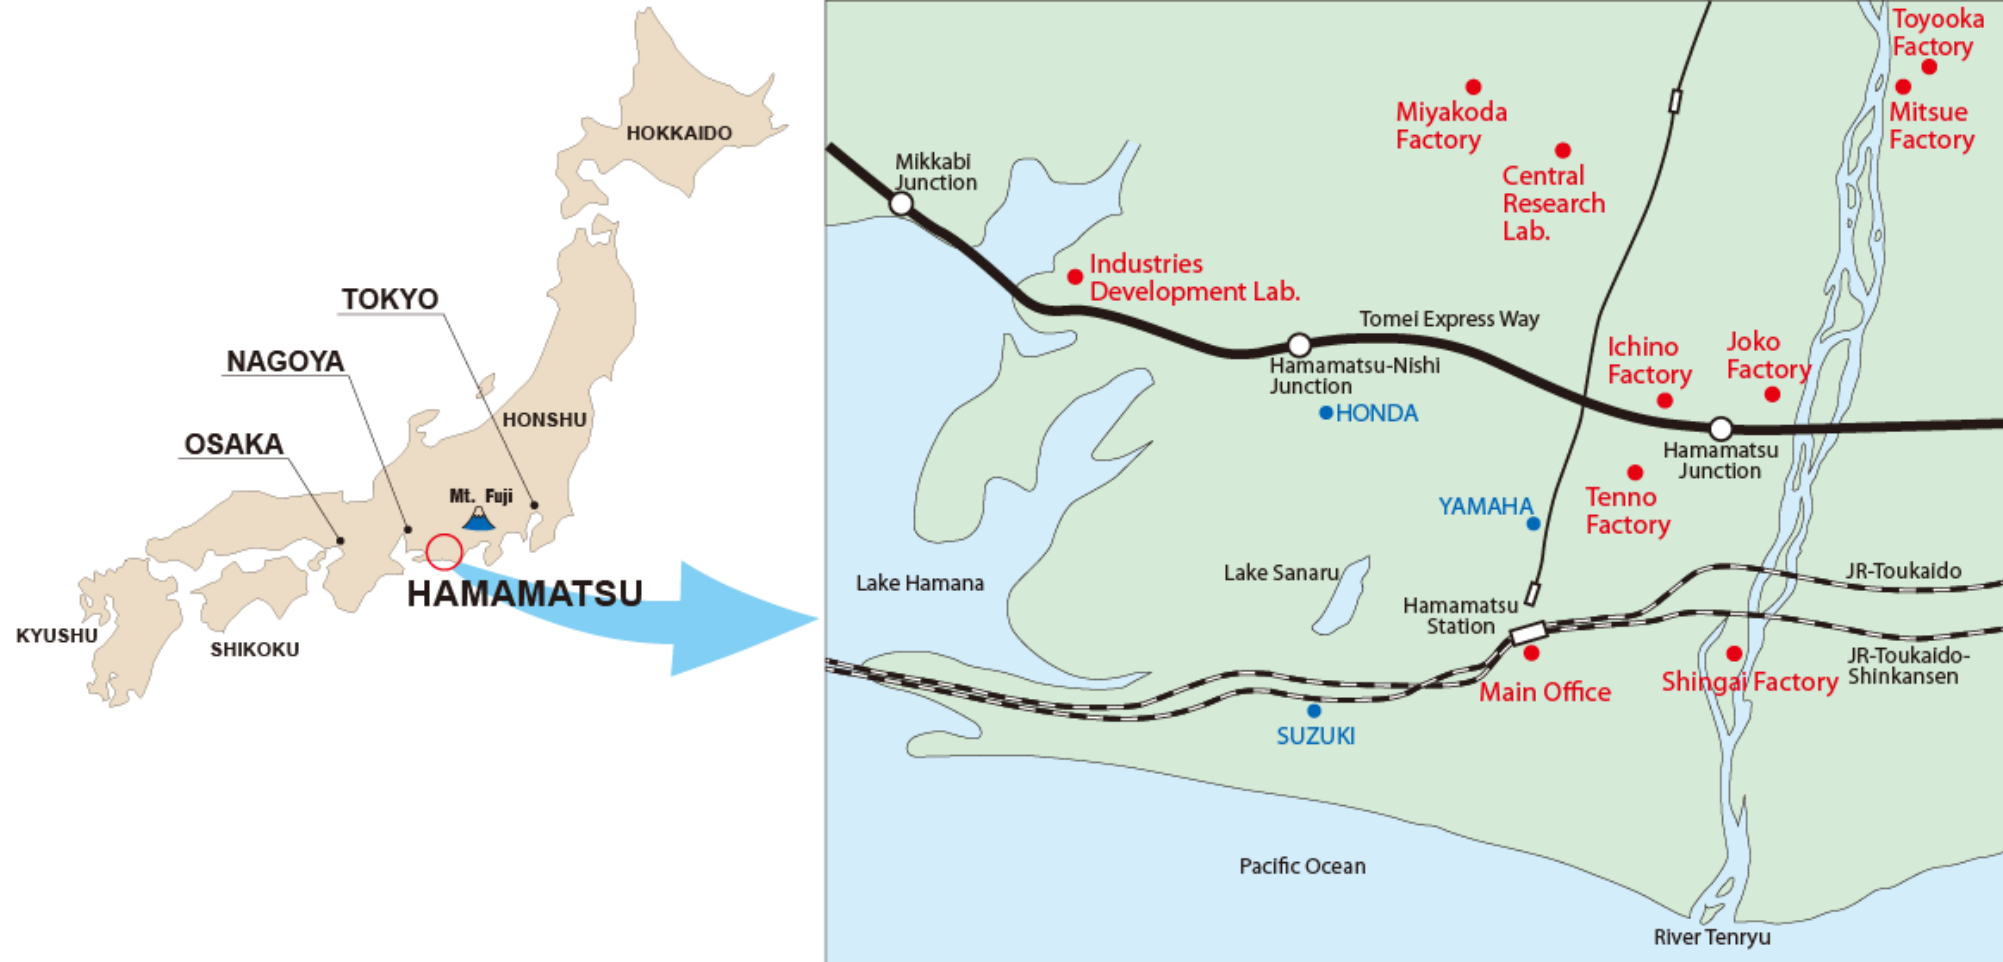 HOKKAIDO
TOKYO
NAGOYA
HONSHU
OSAKA
Mt. Fuji
HAMAMATSU
KYUSHU
SHIKOKU
Toyooka
Factory
Mitsue
Factory
Miyakoda
Factory
Central
Research
Lab.
Mikkabi
Junction
Industries
Development Lab.
Tomei Express Way
Hamamatsu-Nishi
Junction
HONDA
Ichino
Factory
Joko
Factory
Hamamatsu
Junction
Tenno
Factory
YAMAHA
Lake Hamana
Lake Sanaru
Hamamatsu
Station
JR-Toukaido
JR-Toukaido-
Shinkansen
Main Office
Shingai Factory
SUZUKI
Pacific Ocean
River Tenryu